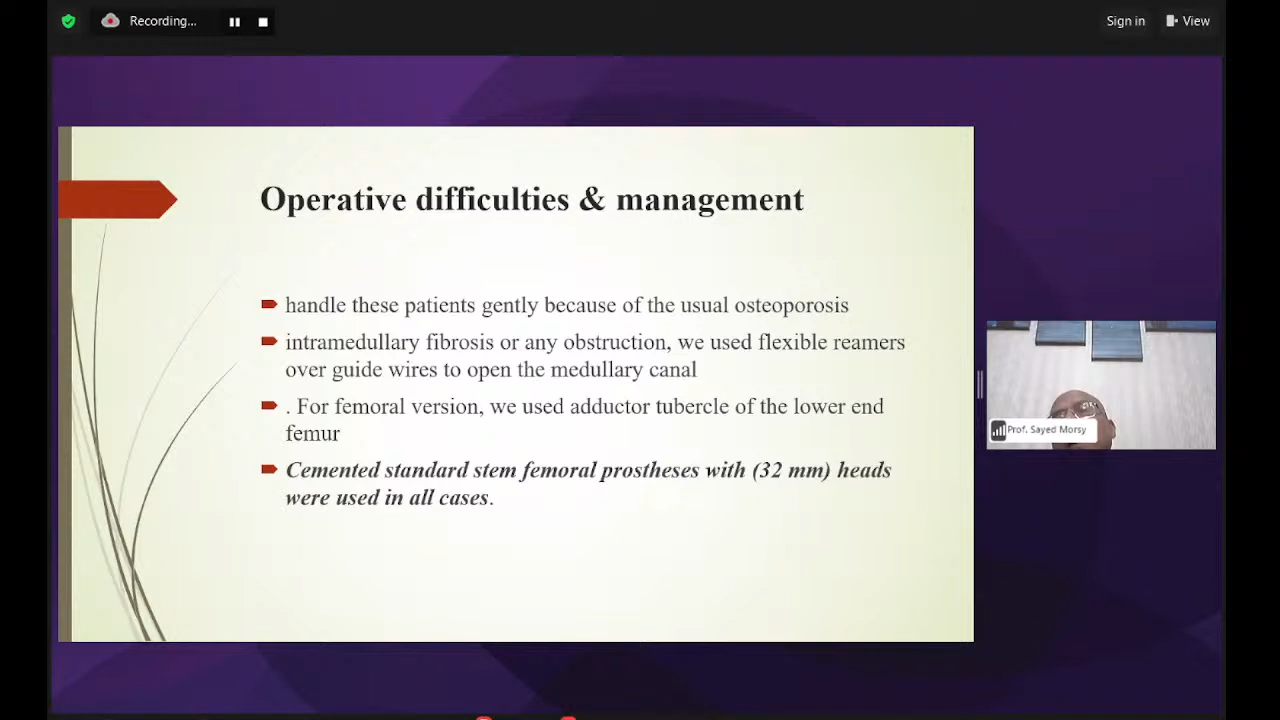 Recording...
Sign in
View
Operative difficulties & management
handle these patients gently because of the usual osteoporosis
intramedullary fibrosis or any obstruction, we used flexible reamers
over guide wires to open the medullary canal
. For femoral version, we used adductor tubercle of the lower end
femur
Cemented standard stem femoral prostheses with (32 mm) heads
were used in all cases.
Prof. Sayed Morsy